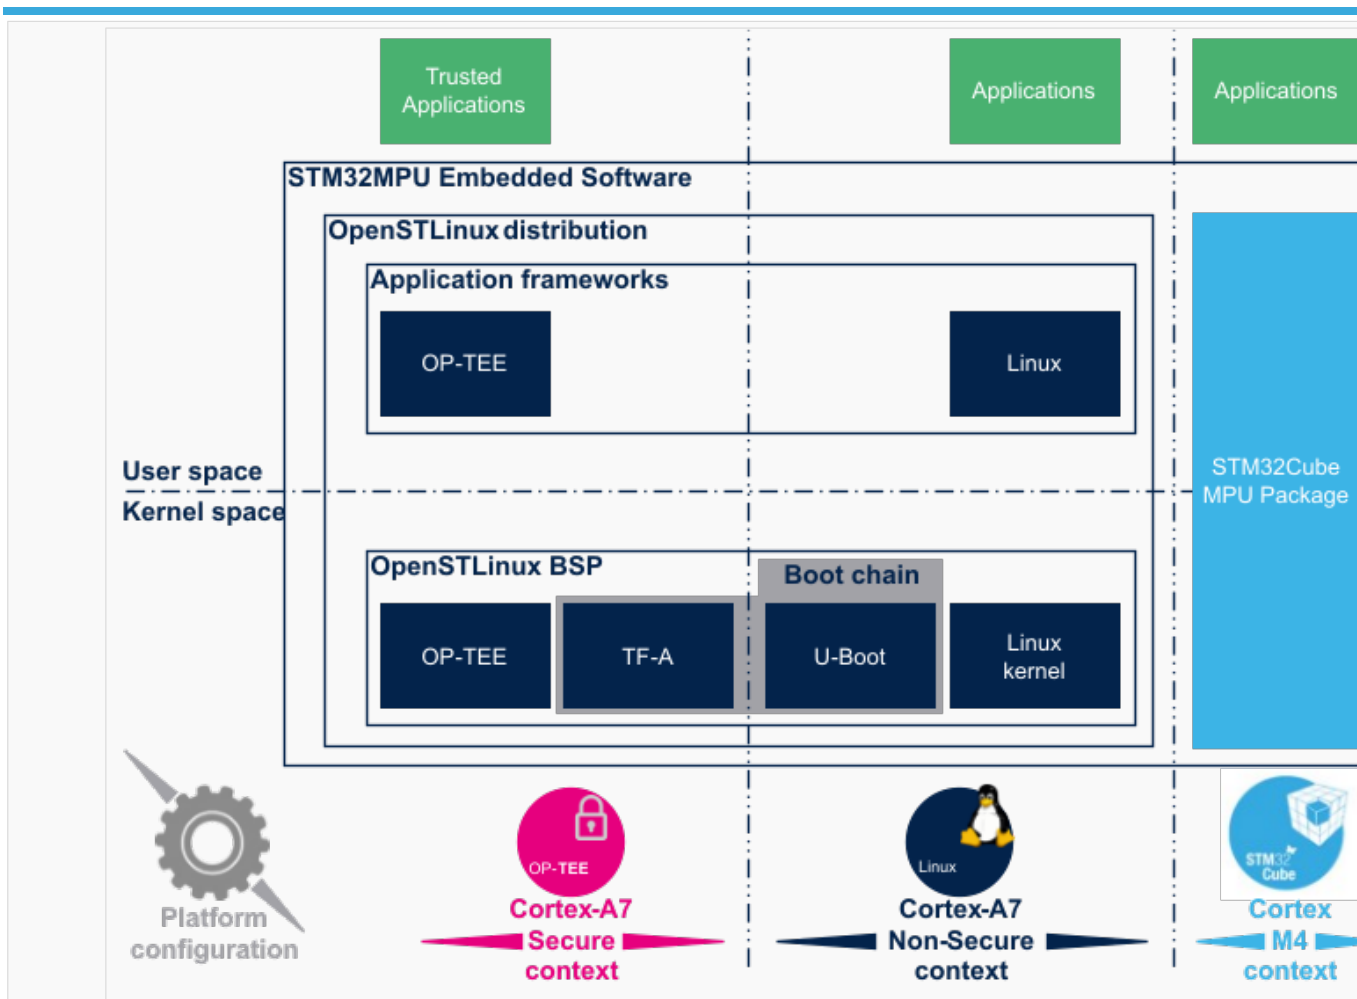 Trusted
Applications
Applications
Applications
STM32MPU Embedded Software
OpenSTLinux distribution
Application frameworks
OP-TEE
Linux
User space
Kernel space
STM32Cube
MPU Package
OpenSTLinux BSP
Boot chain
OP-TEE
TF-A
U-Boot
Linux
kernel
OP-TEE
Linux
STM32
Cube
Platform
configuration
Cortex-A7
Secure
context
Cortex-A7
Non-Secure
context
Cortex
M4
context